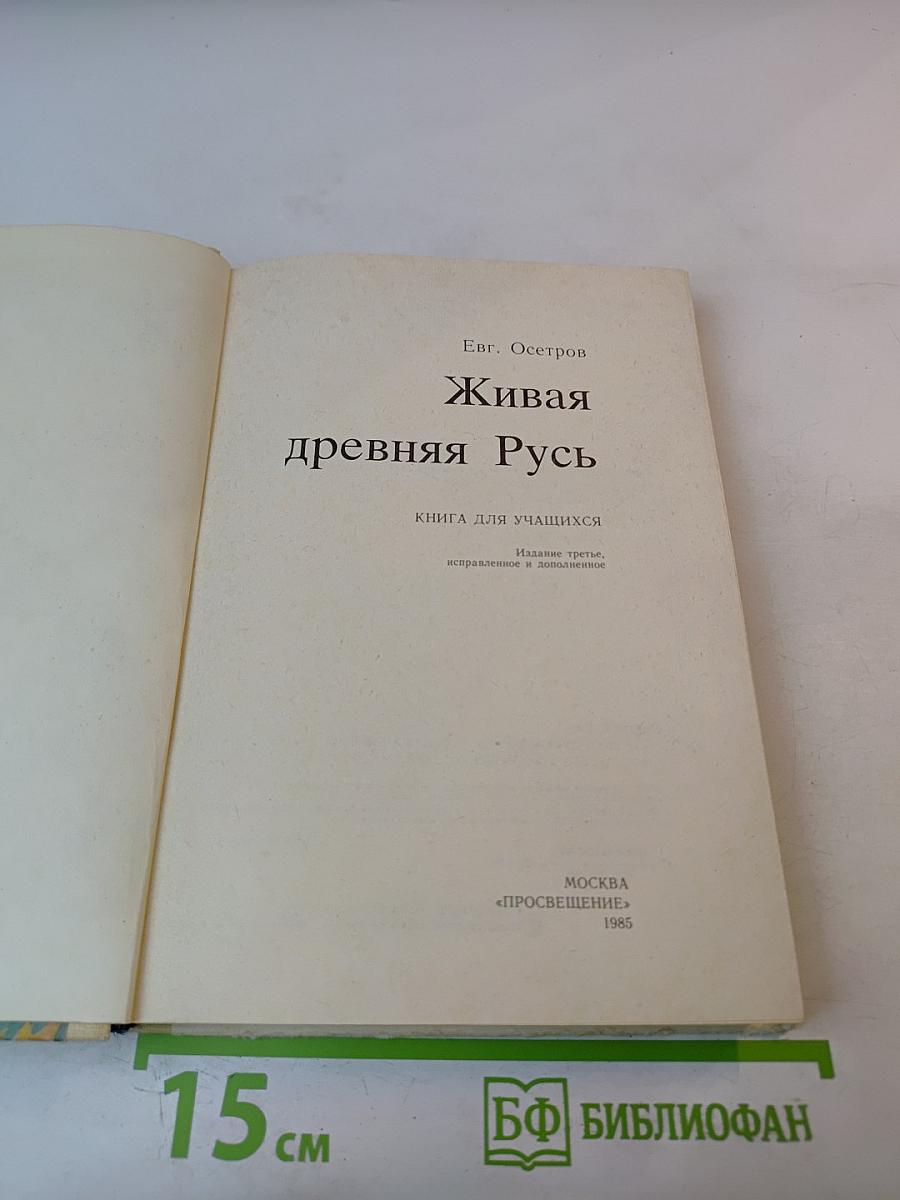 Евг. Осетров
Живая
древняя Русь
КНИГА ДЛЯ УЧАЩИХСЯ
Издание третье,
исправленное и дополненное
МОСКВА
«ПРОСВЕЩЕНИЕ»
1985
15 см
БФ БИБЛИОФАН